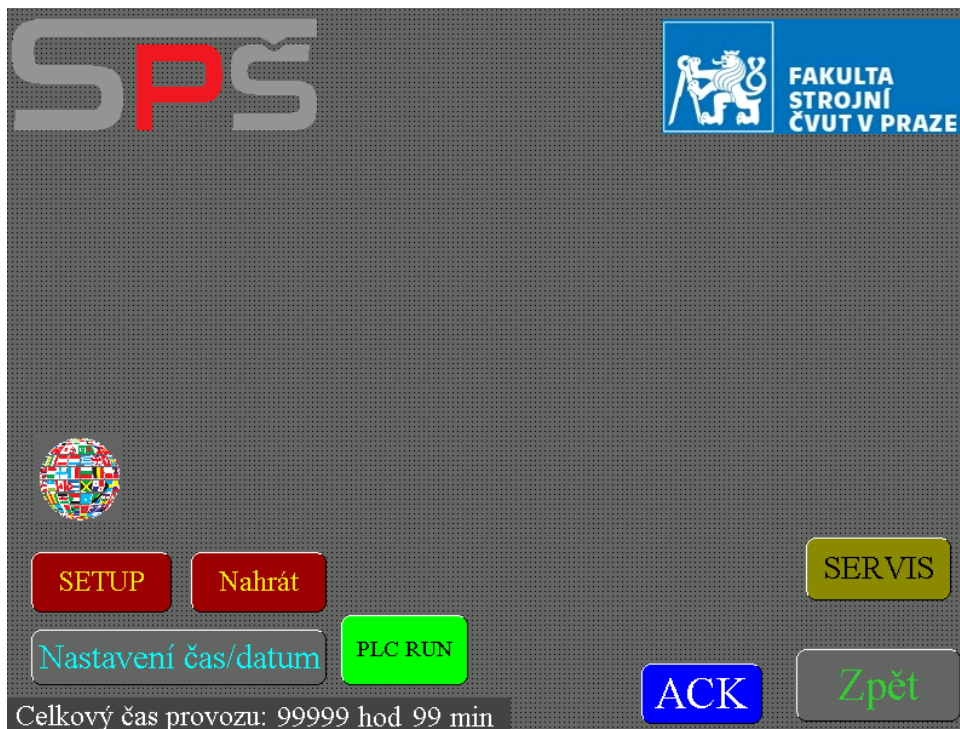 SPŠ
FAKULTA
STROJNÍ
ČVUT V PRAZE
SERVIS
SETUP
Nahrát
PLC RUN
Nastavení čas/datum
ACK
Zpět
Celkový čas provozu: 99999 hod 99 min